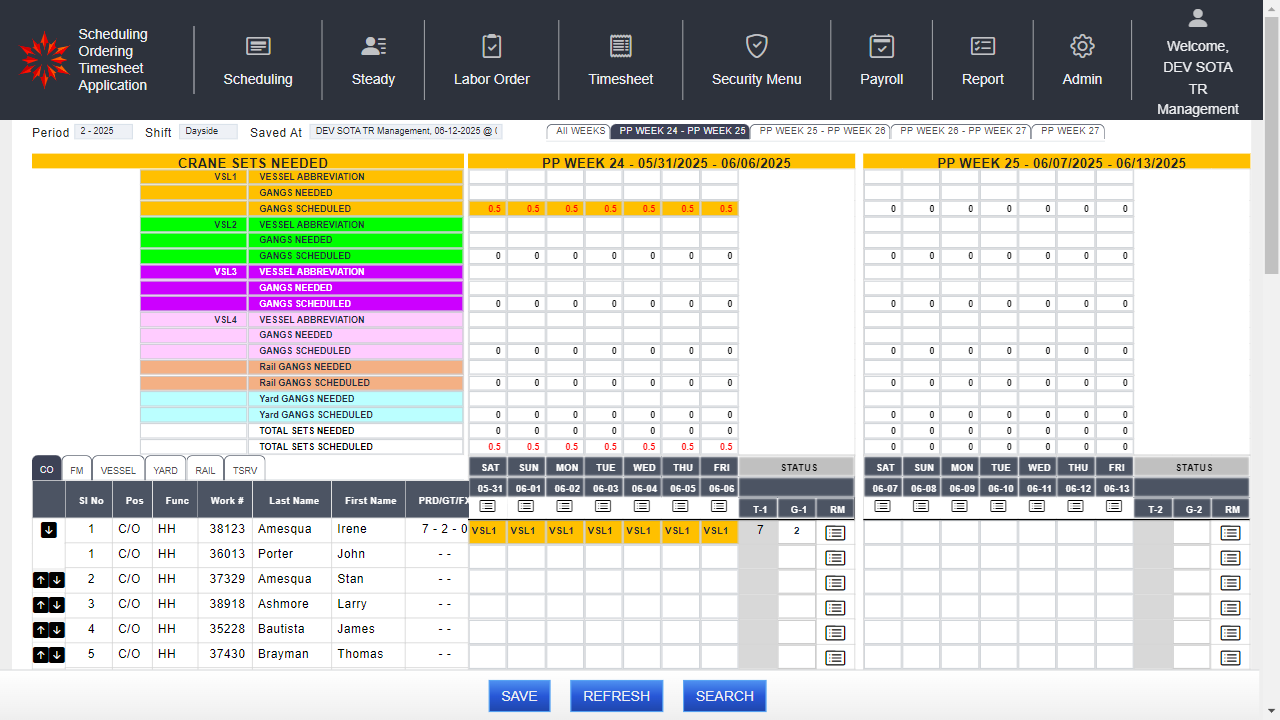 Scheduling
Ordering
Timesheet
Application
Scheduling
Steady
Labor Order
Timesheet
Security Menu
Payroll
Report
Admin
Welcome,
DEV SOTA
TR
Management
Period 2 - 2025 Shift Dayside Saved At DEV SOTA TR Management, 06-12-2025 @
All WEEKS PP WEEK 24 - PP WEEK 25 PP WEEK 25 - PP WEEK 26 PP WEEK 26 - PP WEEK 27 PP WEEK 27
CRANE SETS NEEDED PP WEEK 24 - 05/31/2025 - 06/06/2025 PP WEEK 25 - 06/07/2025 - 06/13/2025
VSL1 VESSEL ABBREVIATION
GANGS NEEDED
GANGS SCHEDULED 0.5 0.5 0.5 0.5 0.5 0.5 0.5 0 0 0 0 0 0 0
VSL2 VESSEL ABBREVIATION
GANGS NEEDED
GANGS SCHEDULED 0 0 0 0 0 0 0 0 0 0 0 0 0 0
VSL3 VESSEL ABBREVIATION
GANGS NEEDED
GANGS SCHEDULED 0 0 0 0 0 0 0 0 0 0 0 0 0 0
VSL4 VESSEL ABBREVIATION
GANGS NEEDED
GANGS SCHEDULED 0 0 0 0 0 0 0 0 0 0 0 0 0 0
Rail GANGS NEEDED
Rail GANGS SCHEDULED 0 0 0 0 0 0 0 0 0 0 0 0 0 0
Yard GANGS NEEDED
Yard GANGS SCHEDULED 0 0 0 0 0 0 0 0 0 0 0 0 0 0
TOTAL SETS NEEDED 0 0 0 0 0 0 0 0 0 0 0 0 0 0
TOTAL SETS SCHEDULED 0.5 0.5 0.5 0.5 0.5 0.5 0.5 0 0 0 0 0 0 0
CO FM VESSEL YARD RAIL TSRV
SAT SUN MON TUE WED THU FRI STATUS SAT SUN MON TUE WED THU FRI STATUS
05-31 06-01 06-02 06-03 06-04 06-05 06-06 06-07 06-08 06-09 06-10 06-11 06-12 06-13
Sl No Pos Func Work # Last Name First Name PRD/GT/FX T-1 G-1 RM T-2 G-2 RM
1 C/O HH 38123 Amesqua Irene 7 - 2 - 0 VSL1 VSL1 VSL1 VSL1 VSL1 VSL1 VSL1 7 2
1 C/O HH 36013 Porter John - -
2 C/O HH 37329 Amesqua Stan - -
3 C/O HH 38918 Ashmore Larry - -
4 C/O HH 35228 Bautista James - -
5 C/O HH 37430 Brayman Thomas - -
SAVE REFRESH SEARCH